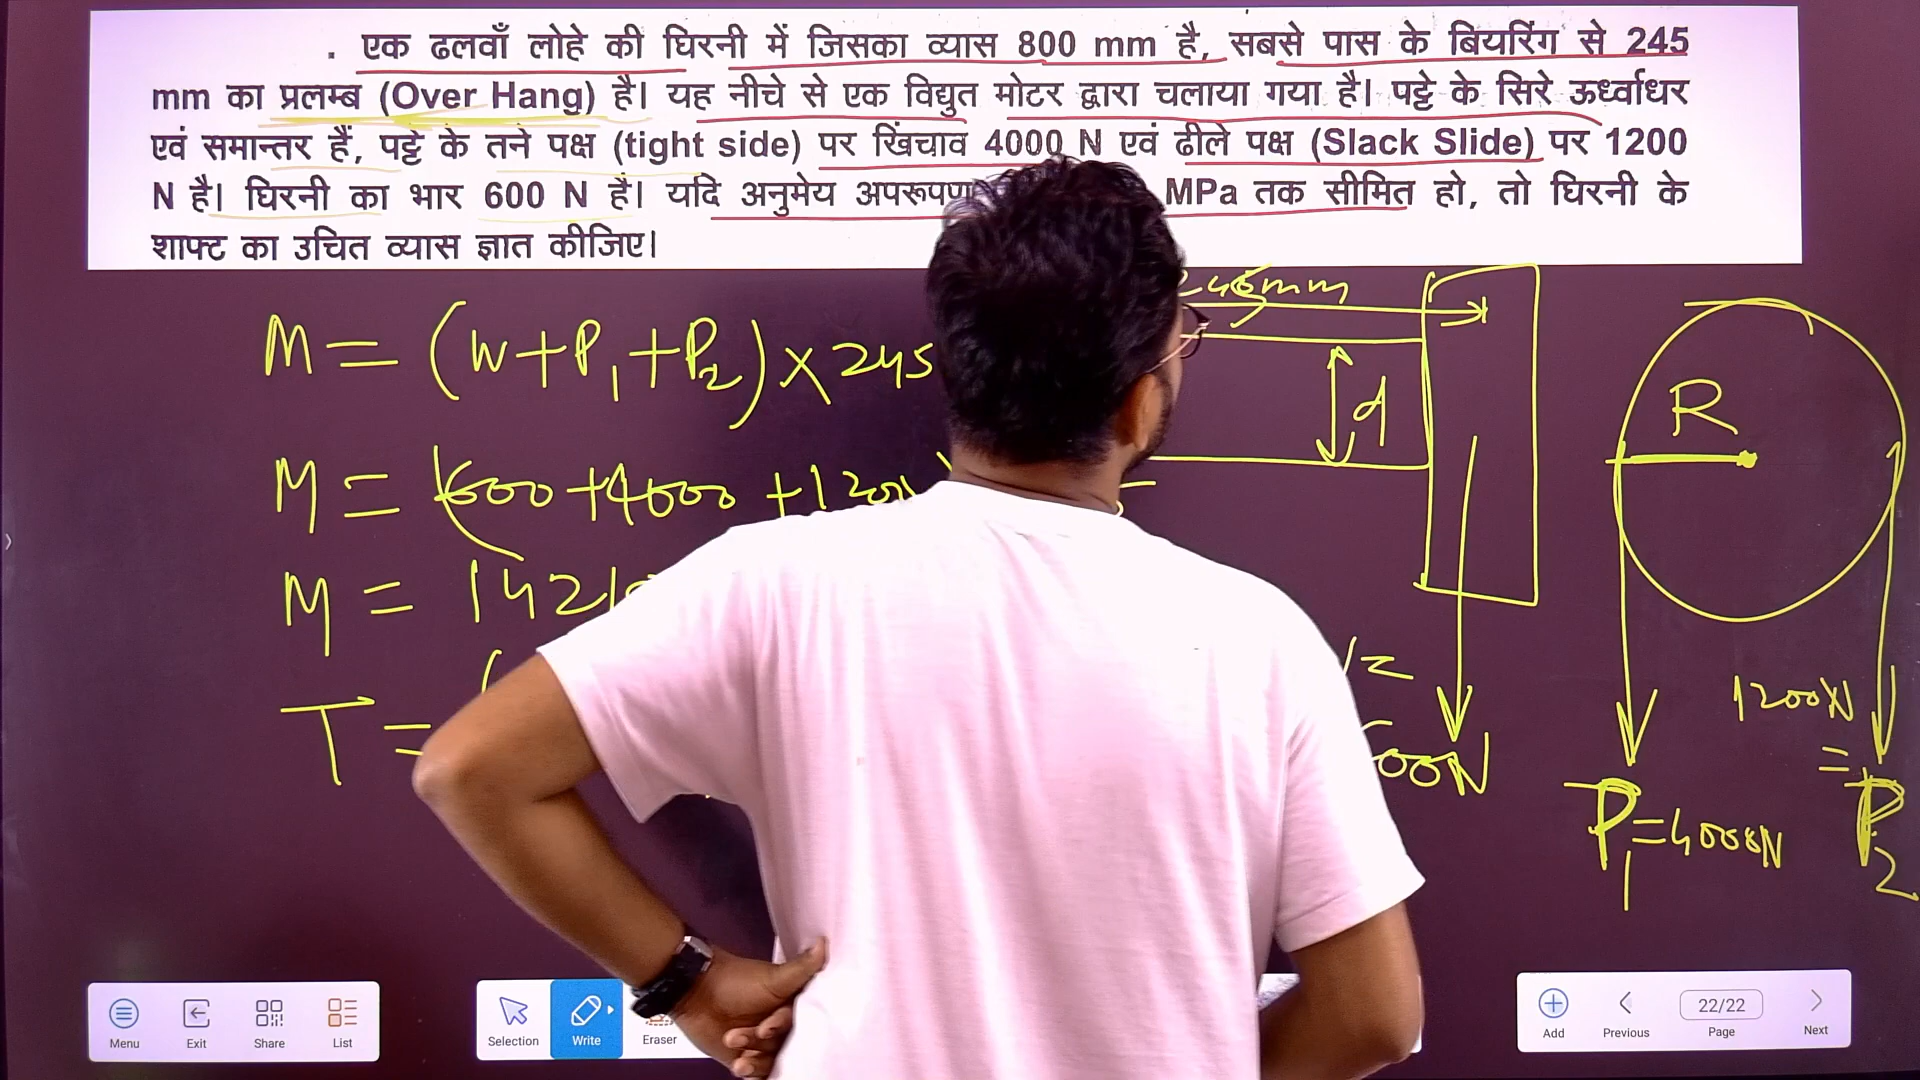 . एक ढलवाँ लोहे की घिरनी में जिसका व्यास 800 mm है, सबसे पास के बियरिंग से 245
mm का प्रलम्ब (Over Hang) है। यह नीचे से एक विद्युत मोटर द्वारा चलाया गया है। पट्टे के सिरे ऊर्ध्वाधर
एवं समान्तर हैं, पट्टे के तने पक्ष (tight side) पर खिंचाव 4000 N एवं ढीले पक्ष (Slack Slide) पर 1200
N है। घिरनी का भार 600 N है। यदि अनुमेय अपरूपण MPa तक सीमित हो, तो घिरनी के
शाफ्ट का उचित व्यास ज्ञात कीजिए।
M = (W+P1+P2) × 245
M = (600 + 4000 + 1200
M = 1421
T =
245mm
d
R
1200N
=
P1=4000N
P2
Menu
Exit
Share
List
Selection
Write
Eraser
Add
Previous
22/22
Page
Next